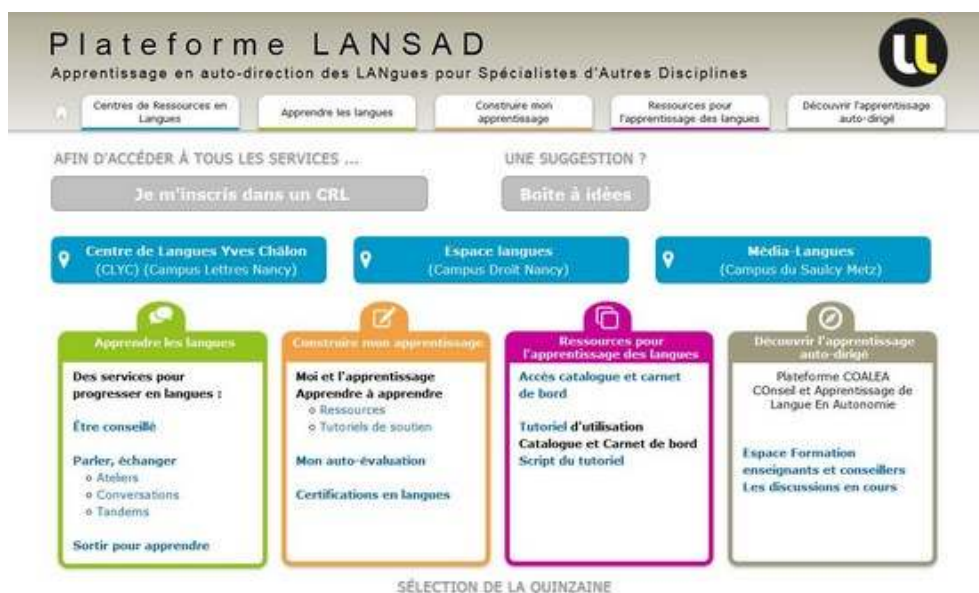 Plateforme LANSAD
Apprentissage en auto-direction des LANgues pour Spécialistes d'Autres Disciplines
Centres de Ressources en
Langues
Apprendre les langues
Construire mon
apprentissage
Ressources pour
l'apprentissage des langues
Découvrir l'apprentissage
auto-dirigé
AFIN D'ACCÉDER À TOUS LES SERVICES ...
UNE SUGGESTION ?
Je m'inscris dans un CRL
Boîte à idées
Centre de Langues Yves Châlon
(CLYC) (Campus Lettres Nancy)
Espace langues
(Campus Droit Nancy)
Média-Langues
(Campus du Saulcy Metz)
Apprendre les langues
Des services pour
progresser en langues :
Être conseillé
Parler, échanger
Ateliers
Conversations
Tandems
Sortir pour apprendre
Construire mon apprentissage
Moi et l'apprentissage
Apprendre à apprendre
Ressources
Tutoriels de soutien
Mon auto-évaluation
Certifications en langues
Ressources pour
l'apprentissage des langues
Accès catalogue et carnet
de bord
Tutoriel d'utilisation
Catalogue et Carnet de bord
Script du tutoriel
Découvrir l'apprentissage
auto-dirigé
Plateforme COALEA
COnseil et Apprentissage de
Langue En Autonomie
Espace Formation
enseignants et conseillers
Les discussions en cours
SÉLECTION DE LA QUINZAINE